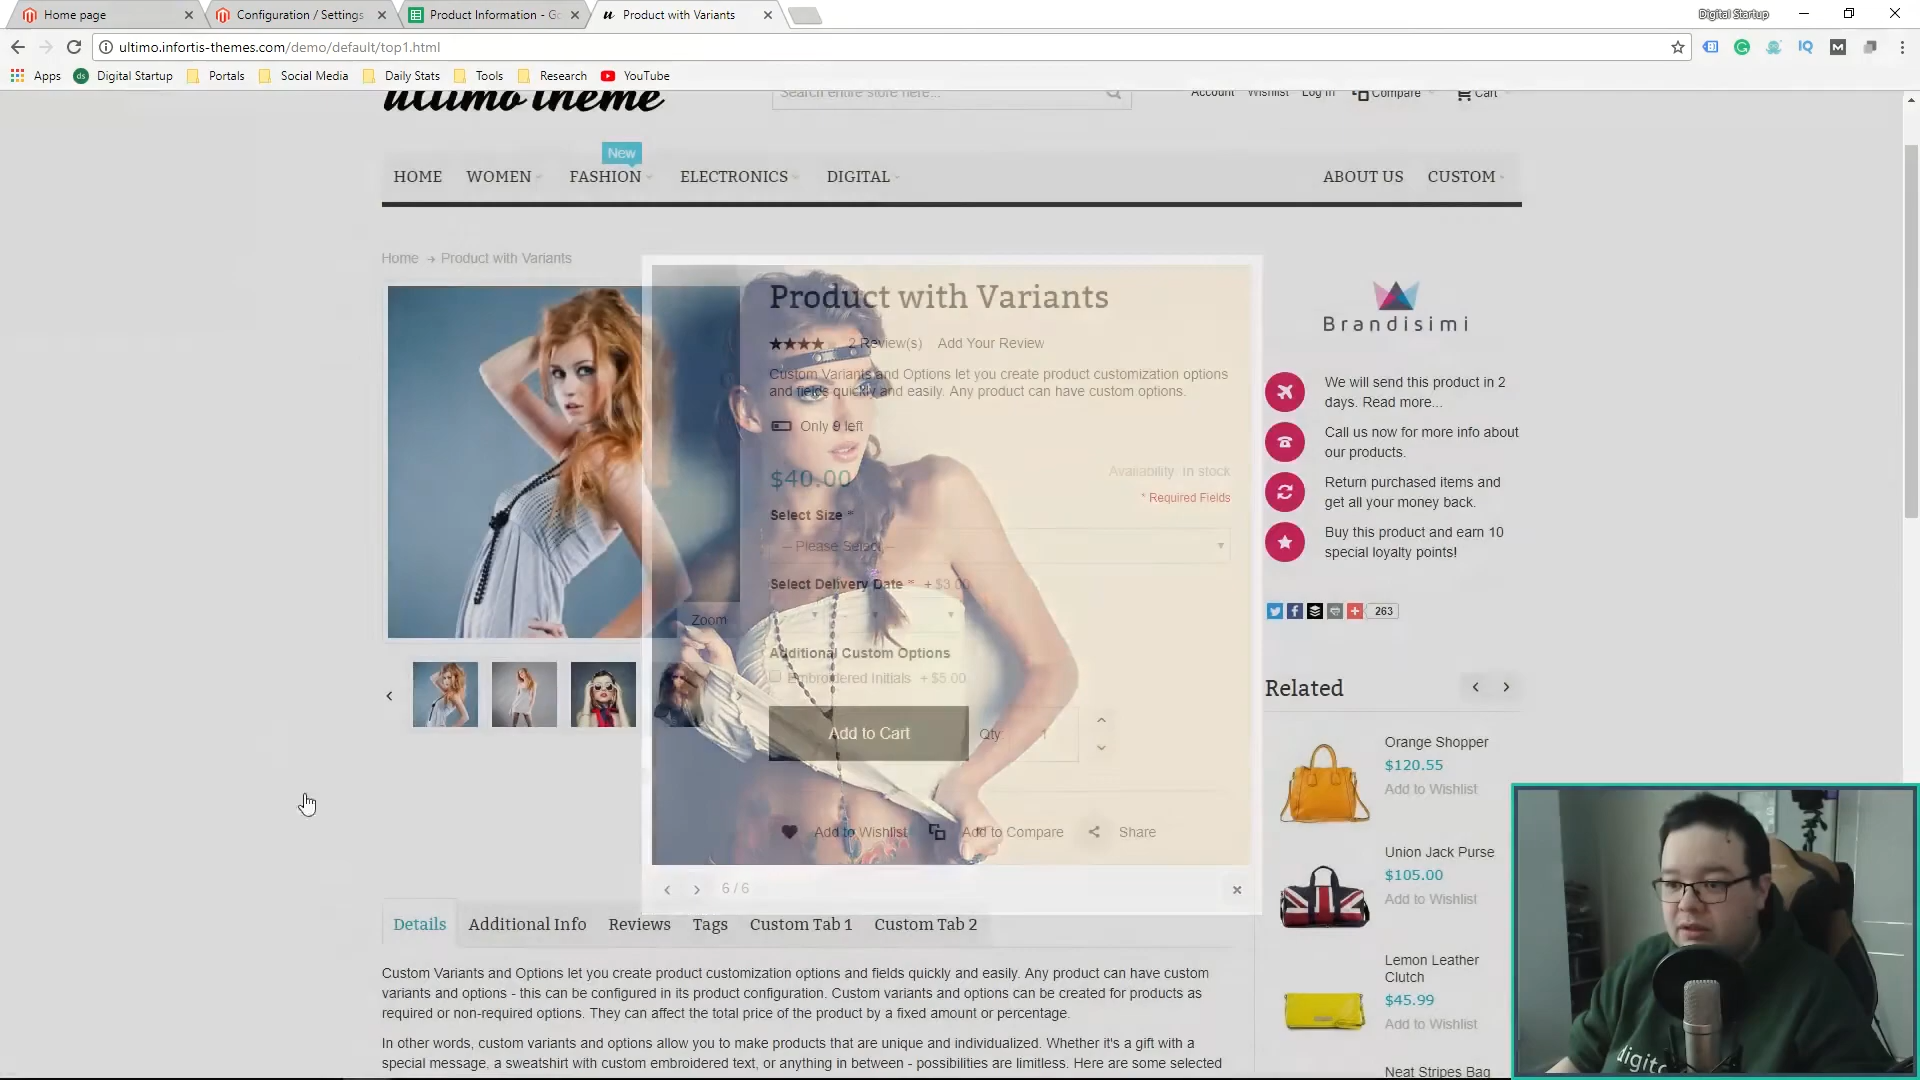 Home page
Configuration / Settings
Product Information - Go
Product with Variants
Digital Startup
ultimo.infortis-themes.com/demo/default/top1.html
Apps
Digital Startup
Portals
Social Media
Daily Stats
Tools
Research
YouTube
ultimo theme
Search entire store here...
Account
Wishlist
Log In
Compare
Cart
New
HOME
WOMEN
FASHION
ELECTRONICS
DIGITAL
ABOUT US
CUSTOM
Home
Product with Variants
Zoom
Product with Variants
2 Review(s)
Add Your Review
Custom Variants and Options let you create product customization options
and fields quickly and easily. Any product can have custom options.
Only 9 left
$40.00
Availability In stock
* Required Fields
Select Size *
-- Please Select --
Select Delivery Date * + $3.00
Additional Custom Options
Embroidered Initials + $5.00
Add to Cart
Qty:
1
Add to Wishlist
Add to Compare
Share
6 / 6
Brandisimi
We will send this product in 2
days. Read more...
Call us now for more info about
our products.
Return purchased items and
get all your money back.
Buy this product and earn 10
special loyalty points!
263
Related
Orange Shopper
$120.55
Add to Wishlist
Union Jack Purse
$105.00
Add to Wishlist
Lemon Leather
Clutch
$45.99
Add to Wishlist
Neat Stripes Bag
Details
Additional Info
Reviews
Tags
Custom Tab 1
Custom Tab 2
Custom Variants and Options let you create product customization options and fields quickly and easily. Any product can have custom
variants and options - this can be configured in its product configuration. Custom variants and options can be created for products as
required or non-required options. They can affect the total price of the product by a fixed amount or percentage.
In other words, custom variants and options allow you to make products that are unique and individualized. Whether it's a gift with a
special message, a sweatshirt with custom embroidered text, or anything in between - possibilities are limitless. Here are some selected
digit